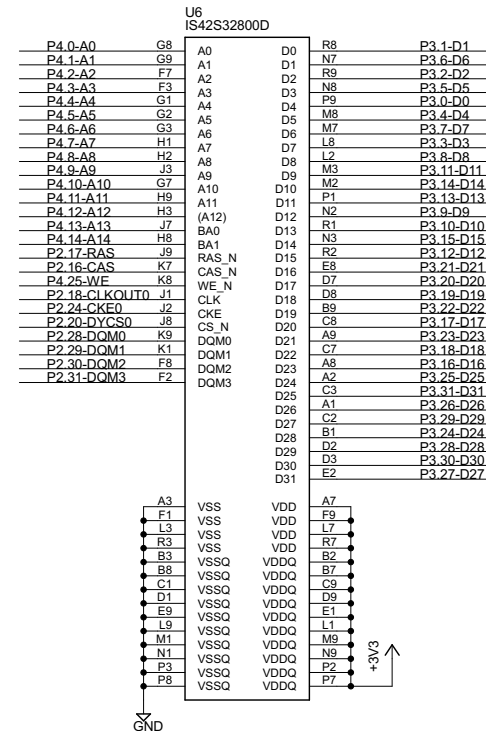 U6
IS42S32800D
P4.0-A0 G8 A0 D0 R8 P3.1-D1
P4.1-A1 G9 A1 D1 N7 P3.6-D6
P4.2-A2 F7 A2 D2 R9 P3.2-D2
P4.3-A3 F3 A3 D3 N8 P3.5-D5
P4.4-A4 G1 A4 D4 P9 P3.0-D0
P4.5-A5 G2 A5 D5 M8 P3.4-D4
P4.6-A6 G3 A6 D6 M7 P3.7-D7
P4.7-A7 H1 A7 D7 L8 P3.3-D3
P4.8-A8 H2 A8 D8 L2 P3.8-D8
P4.9-A9 J3 A9 D9 M3 P3.11-D11
P4.10-A10 G7 A10 D10 M2 P3.14-D14
P4.11-A11 H9 A11 D11 P1 P3.13-D13
P4.12-A12 H3 (A12) D12 N2 P3.9-D9
P4.13-A13 J7 BA0 D13 R1 P3.10-D10
P4.14-A14 H8 BA1 D14 N3 P3.15-D15
P2.17-RAS J9 RAS_N D15 R2 P3.12-D12
P2.16-CAS K7 CAS_N D16 E8 P3.21-D21
P4.25-WE K8 WE_N D17 D7 P3.20-D20
P2.18-CLKOUT0 J1 CLK D18 D8 P3.19-D19
P2.24-CKE0 J2 CKE D19 B9 P3.22-D22
P2.20-DYCS0 J8 CS_N D20 C8 P3.17-D17
P2.28-DQM0 K9 DQM0 D21 A9 P3.23-D23
P2.29-DQM1 K1 DQM1 D22 C7 P3.18-D18
P2.30-DQM2 F8 DQM2 D23 A8 P3.16-D16
P2.31-DQM3 F2 DQM3 D24 A2 P3.25-D25
D25 C3 P3.31-D31
D26 A1 P3.26-D26
D27 C2 P3.29-D29
D28 B1 P3.24-D24
D29 D2 P3.28-D28
D30 D3 P3.30-D30
D31 E2 P3.27-D27
A3 VSS VDD A7
F1 VSS VDD F9
L3 VSS VDD L7
R3 VSS VDD R7
B3 VSSQ VDDQ B2
B8 VSSQ VDDQ B7
C1 VSSQ VDDQ C9
D1 VSSQ VDDQ D9
E9 VSSQ VDDQ E1
L9 VSSQ VDDQ L1
M1 VSSQ VDDQ M9
N1 VSSQ VDDQ N9
P3 VSSQ VDDQ P2
P8 VSSQ VDDQ P7
+3V3
GND